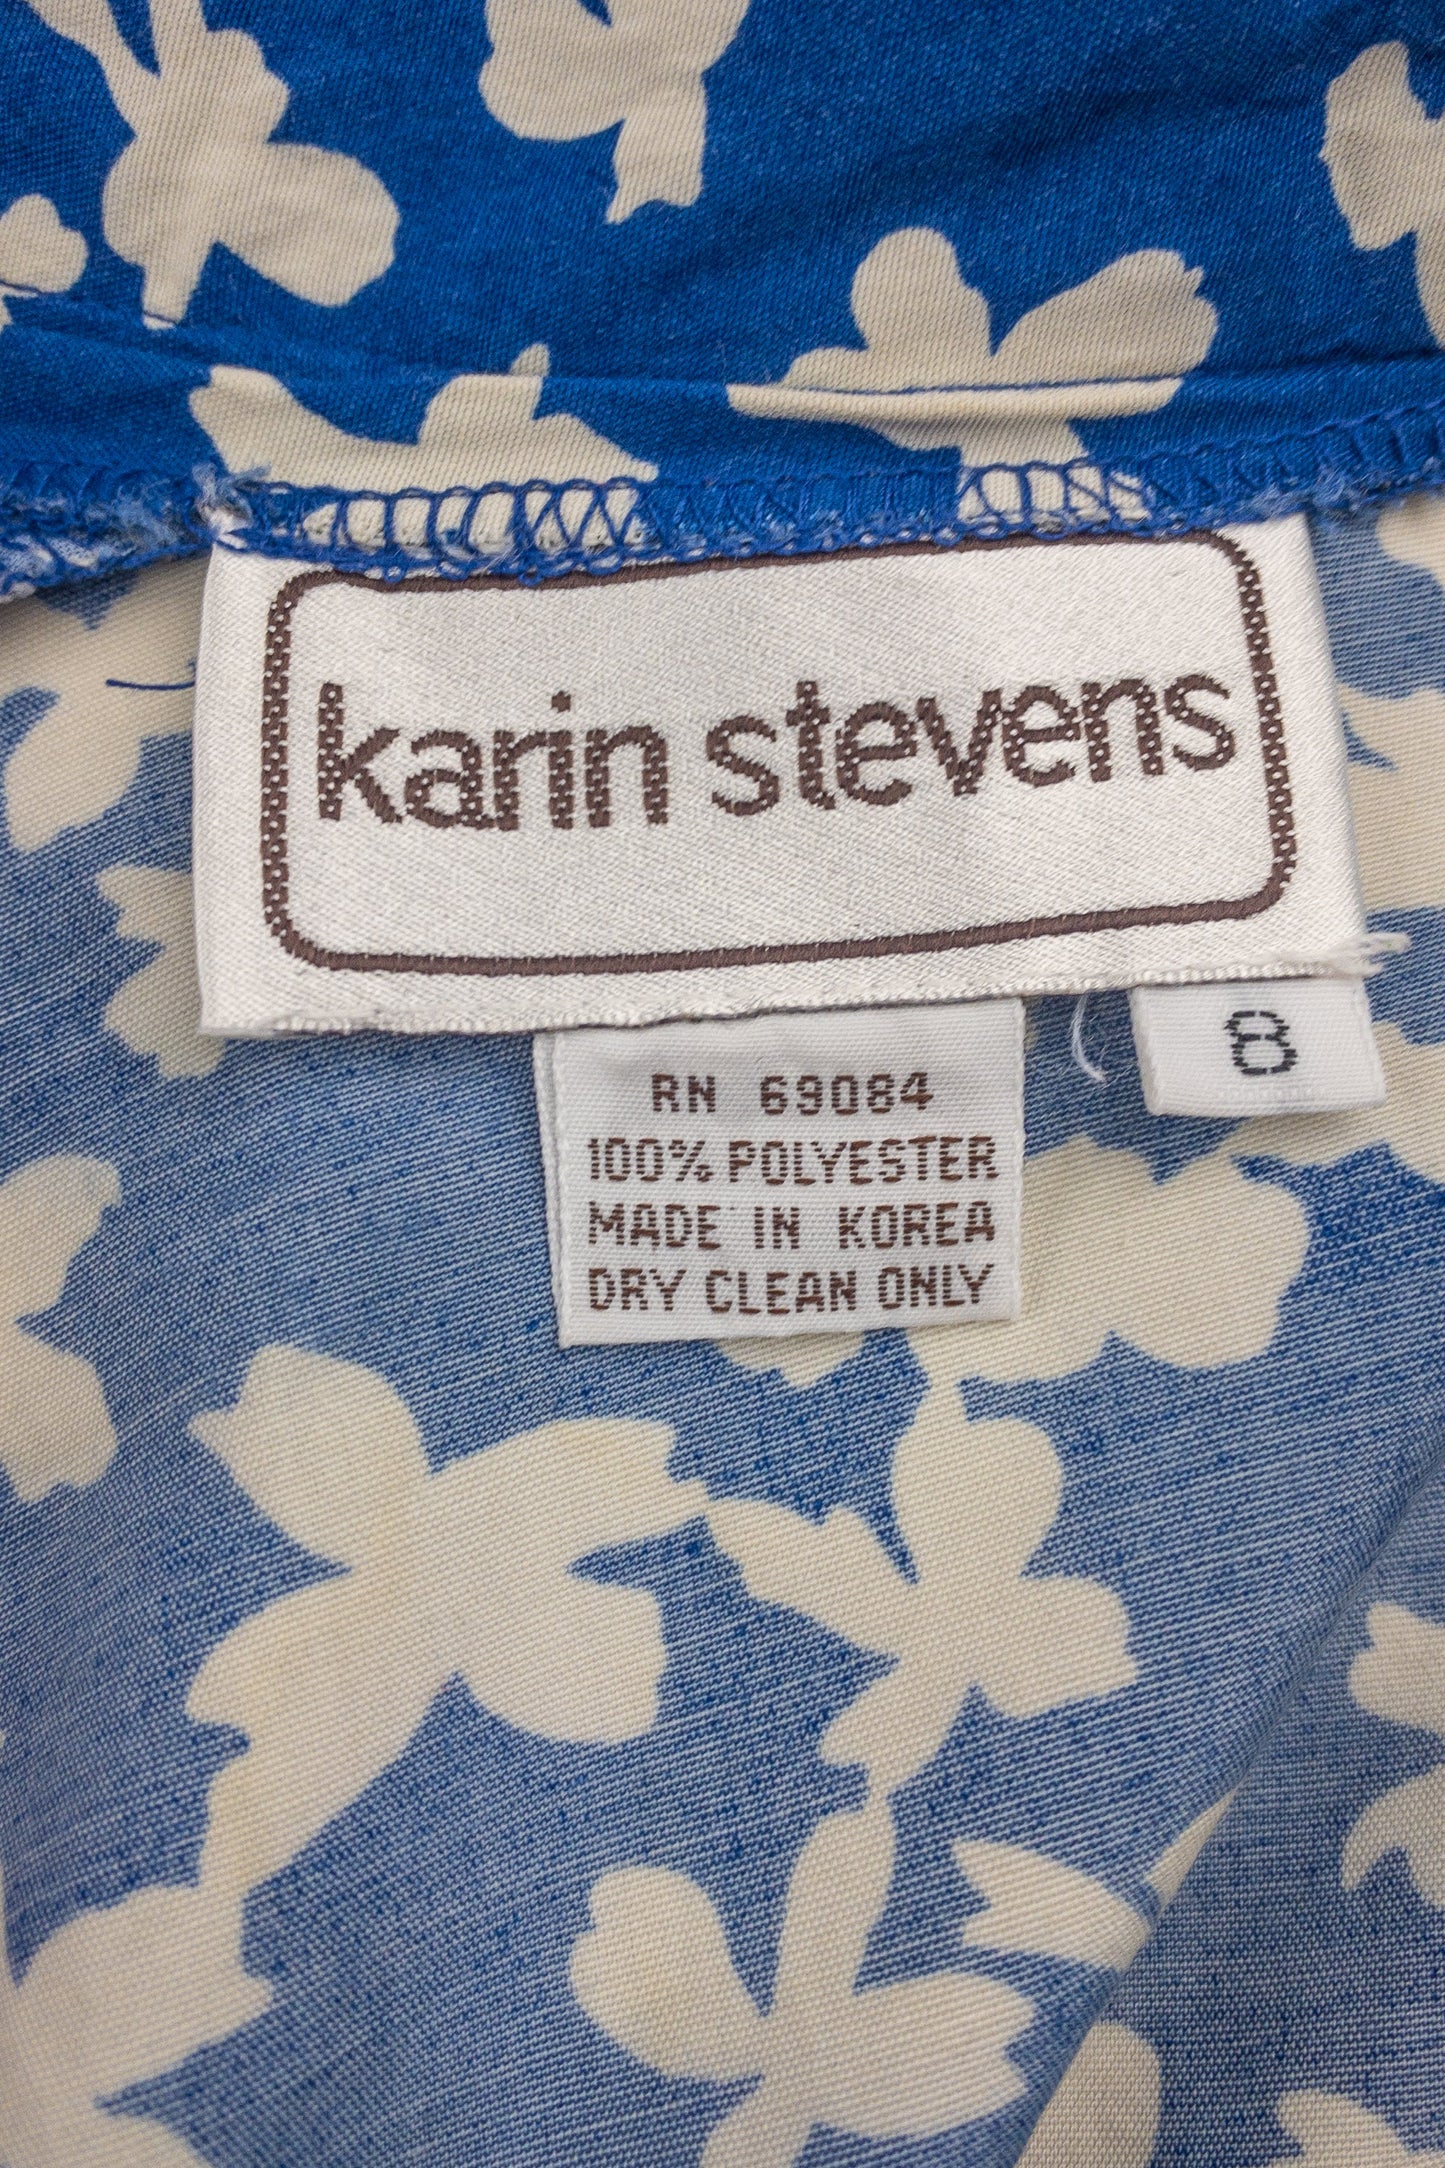 karin stevens
8
RN 69084
100% POLYESTER
MADE IN KOREA
DRY CLEAN ONLY